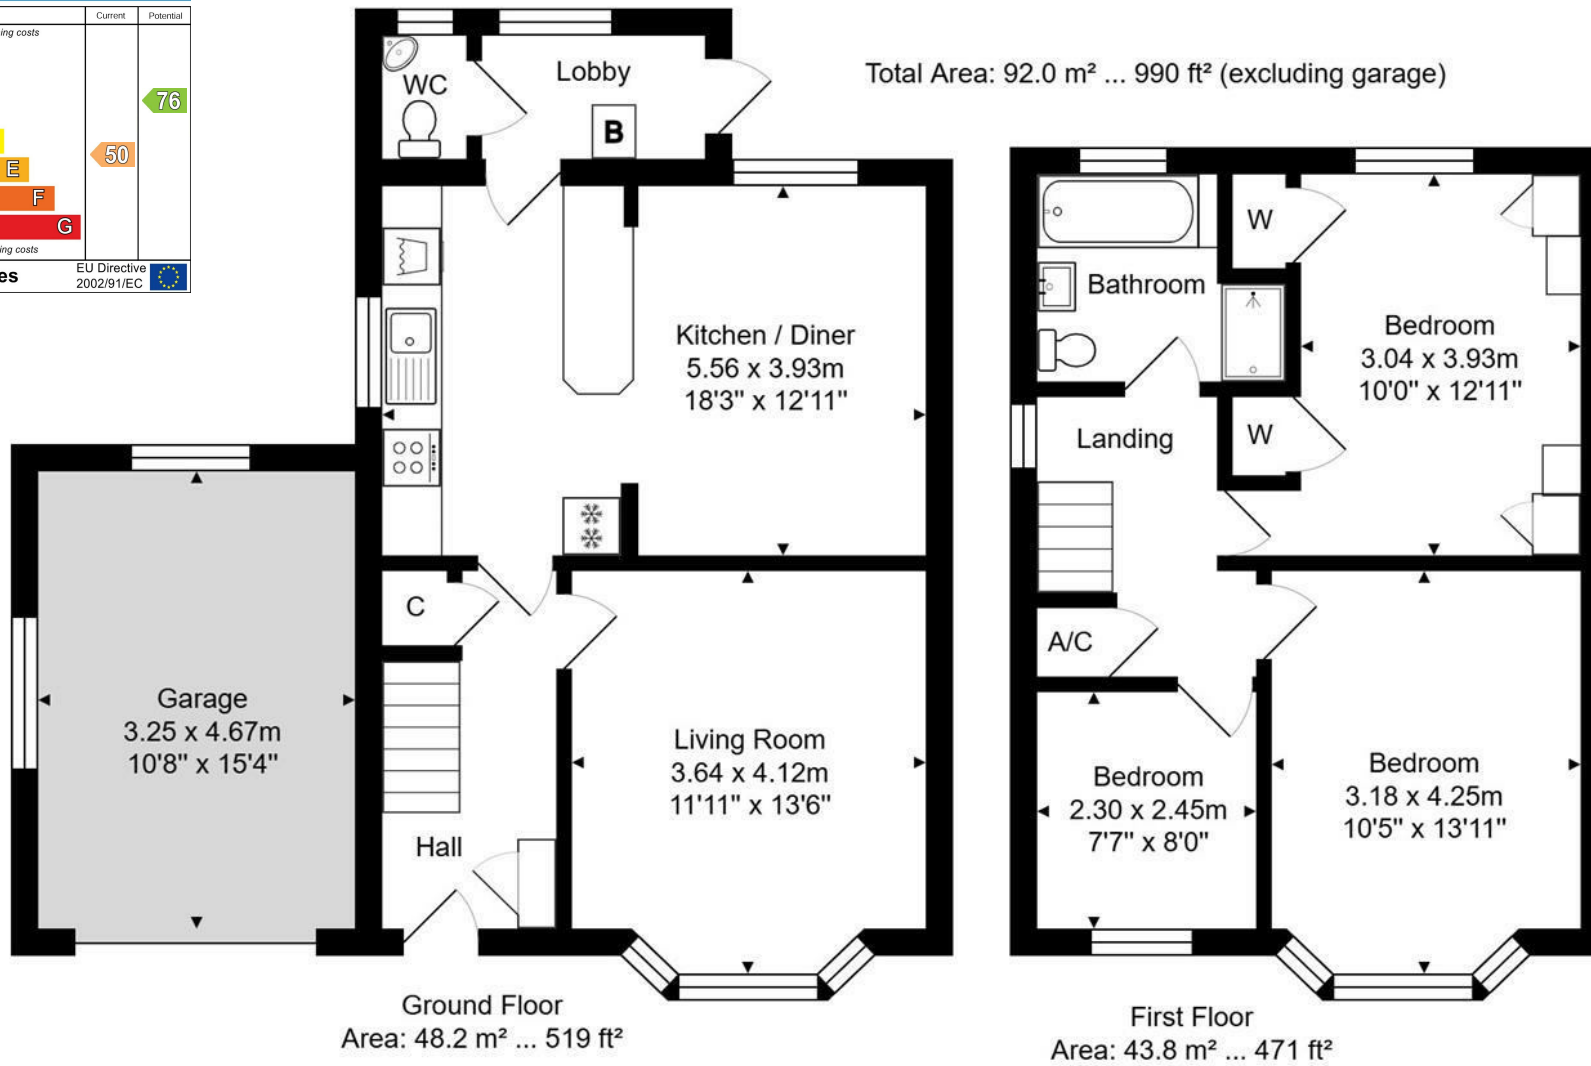 Current Potential
ing costs
76
50
E
F
G
ing costs
es
EU Directive
2002/91/EC
WC
Lobby
B
Total Area: 92.0 m² ... 990 ft² (excluding garage)
Kitchen / Diner
5.56 x 3.93m
18'3" x 12'11"
C
Garage
3.25 x 4.67m
10'8" x 15'4"
Living Room
3.64 x 4.12m
11'11" x 13'6"
Hall
Ground Floor
Area: 48.2 m² ... 519 ft²
W
Bathroom
Bedroom
3.04 x 3.93m
10'0" x 12'11"
Landing
W
A/C
Bedroom
2.30 x 2.45m
7'7" x 8'0"
Bedroom
3.18 x 4.25m
10'5" x 13'11"
First Floor
Area: 43.8 m² ... 471 ft²